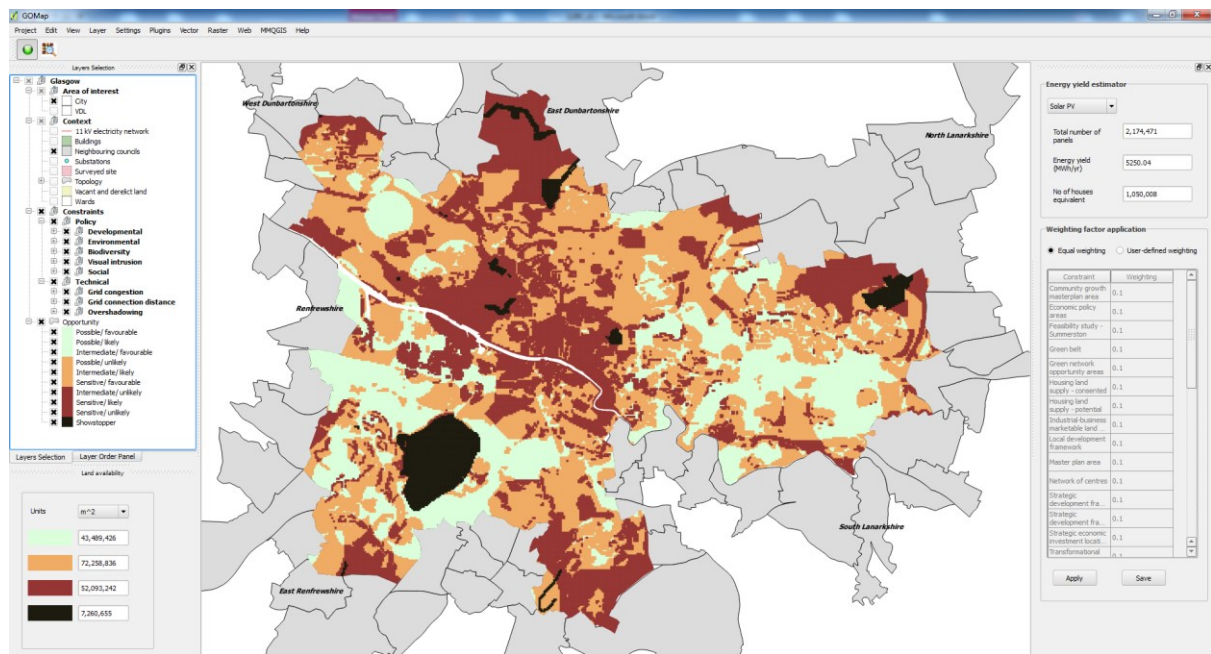 GOMap
Project Edit View Layer Settings Plugins Vector Raster Web MMQGIS Help
Layers Selection
Glasgow
Area of interest
City
VDL
Context
11 kV electricity network
Buildings
Neighbouring councils
Substations
Surveyed site
Topology
Vacant and derelict land
Wards
Constraints
Policy
Developmental
Environmental
Biodiversity
Visual intrusion
Social
Technical
Grid congestion
Grid connection distance
Overshadowing
Opportunity
Possible/ favourable
Possible/ likely
Intermediate/ favourable
Possible/ unlikely
Intermediate/ likely
Sensitive/ favourable
Intermediate/ unlikely
Sensitive/ likely
Sensitive/ unlikely
Showstopper
Layers Selection Layer Order Panel
Land availability
Units m^2
43,489,426
72,258,836
52,093,242
7,260,655
West Dunbartonshire
East Dunbartonshire
North Lanarkshire
Renfrewshire
South Lanarkshire
East Renfrewshire
Energy yield estimator
Solar PV
Total number of
panels
2,174,471
Energy yield
(MWh/yr)
5250.04
No of houses
equivalent
1,050,008
Weighting factor application
Equal weighting User-defined weighting
Constraint Weighting
Community growth
masterplan area 0.1
Economic policy
areas 0.1
Feasibility study -
Summerston 0.1
Green belt 0.1
Green network
opportunity areas 0.1
Housing land
supply - consented 0.1
Housing land
supply - potential 0.1
Industrial-business
marketable land ... 0.1
Local development
framework 0.1
Master plan area 0.1
Network of centres 0.1
Strategic
development fra... 0.1
Strategic
development fra... 0.1
Strategic economic
investment locati... 0.1
Transformational 0.1
Apply Save